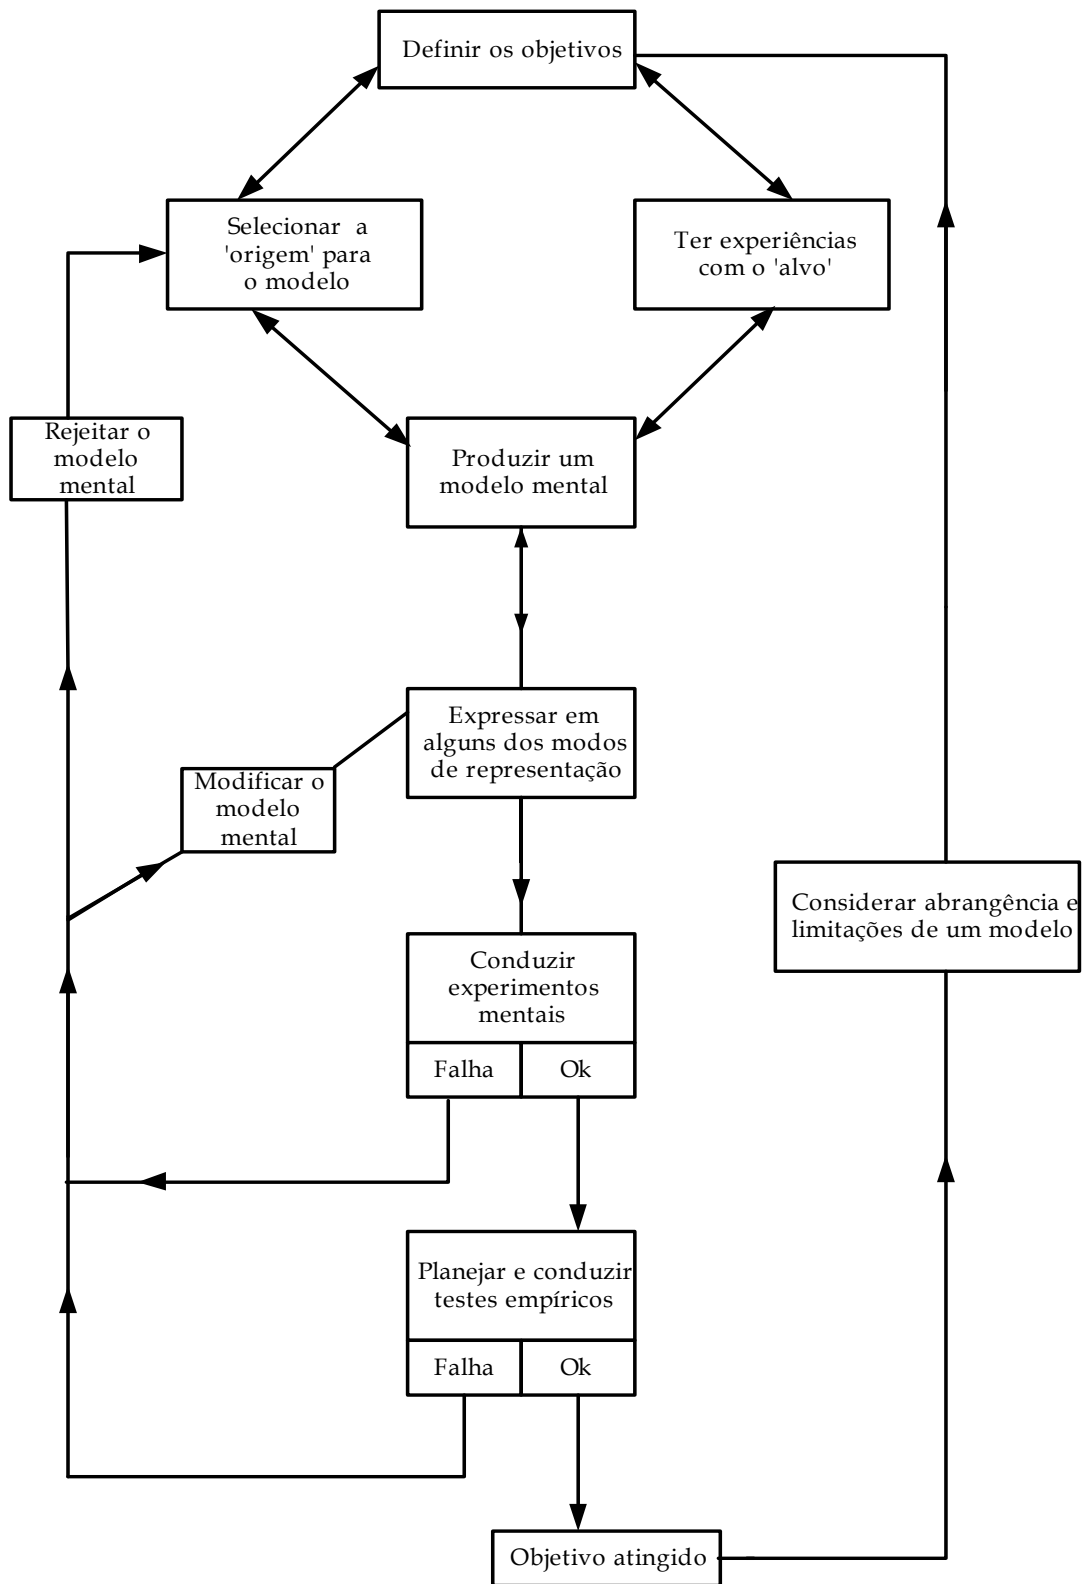 Definir os objetivos
Selecionar a
'origem' para
o modelo
Ter experiências
com o 'alvo'
Rejeitar o
modelo
mental
Produzir um
modelo mental
Expressar em
alguns dos modos
de representação
Modificar o
modelo
mental
Considerar abrangência e
limitações de um modelo
Conduzir
experimentos
mentais
Falha
Ok
Planejar e conduzir
testes empíricos
Falha
Ok
Objetivo atingido